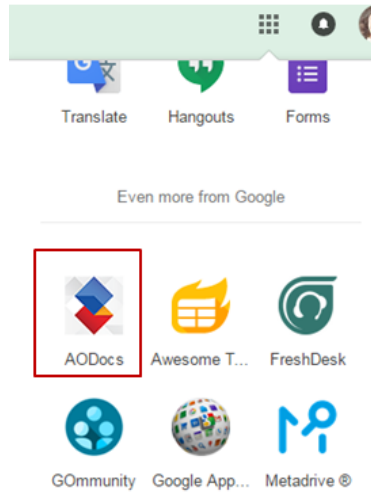 Translate Hangouts Forms
Even more from Google
AODocs Awesome T... FreshDesk
GOmmunity Google App... Metadrive ®